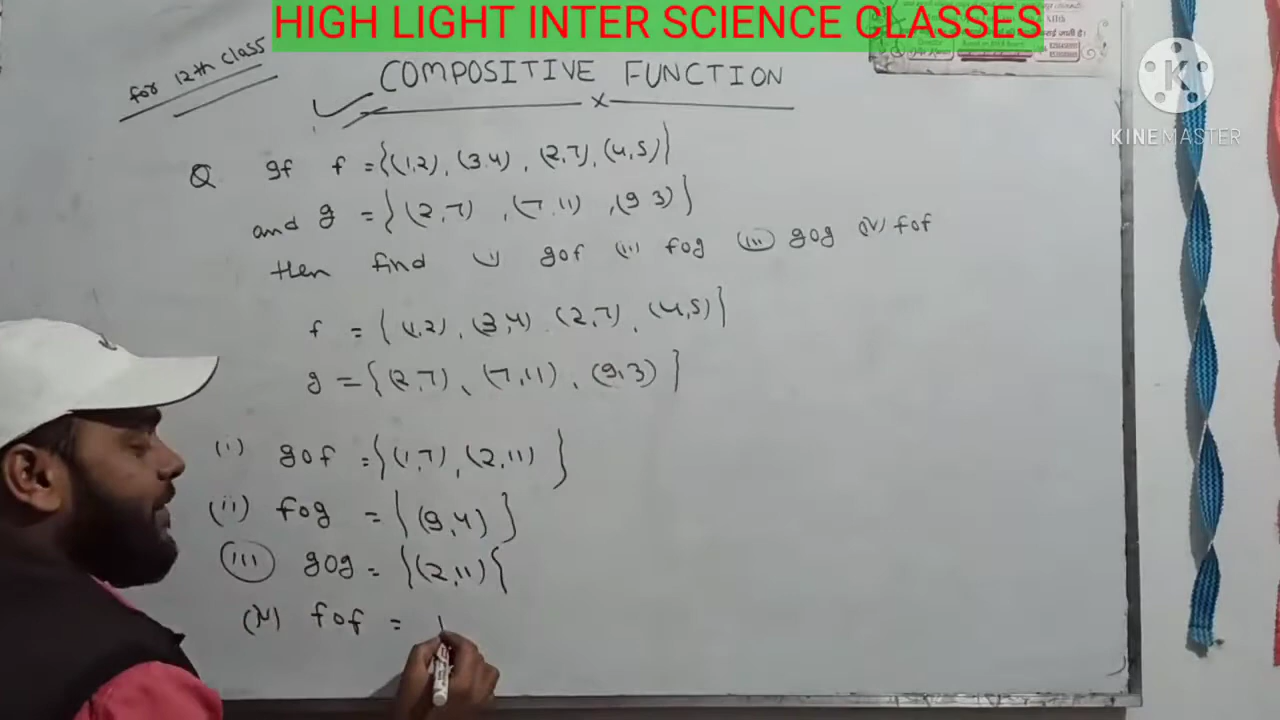 HIGH LIGHT INTER SCIENCE CLASSES
for 12th class
COMPOSITIVE FUNCTION
x
KINEMASTER
Q If f = {(1,2), (3,4), (2,7), (4,5)}
and g = {(2,7), (7,11), (9,3)}
then find (i) gof (ii) fog (iii) gog (iv) fof
f = {(1,2), (3,4), (2,7), (4,5)}
g = {(2,7), (7,11), (9,3)}
(i) gof = {(1,7), (2,11)}
(ii) fog = {(9,4)}
(iii) gog = {(2,11)}
(iv) fof =